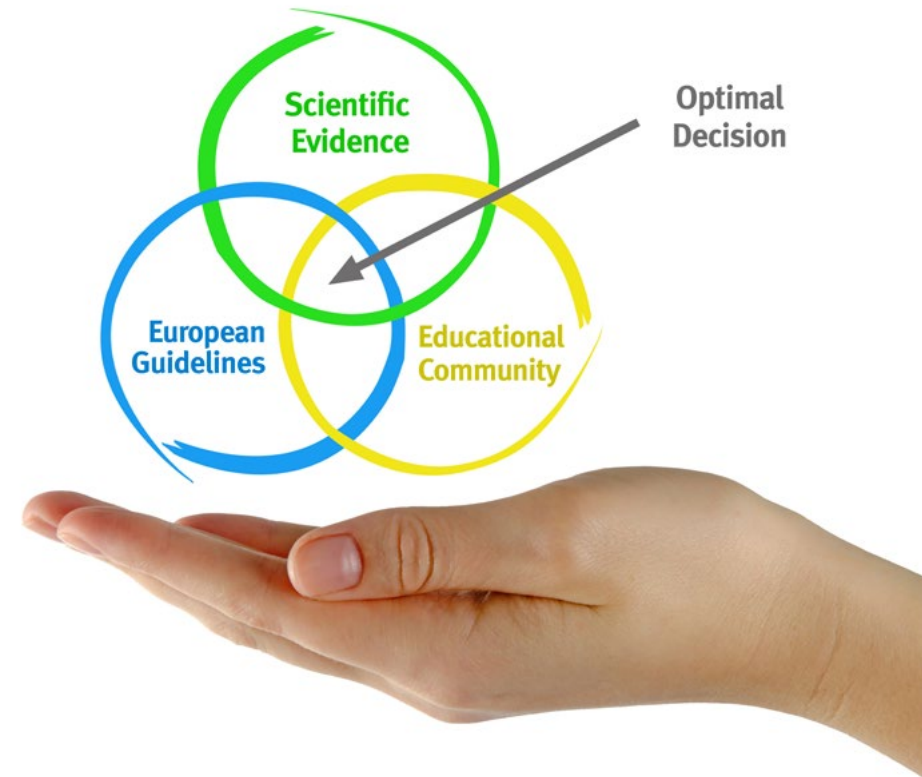 Scientific
Evidence
Optimal
Decision
European
Guidelines
Educational
Community